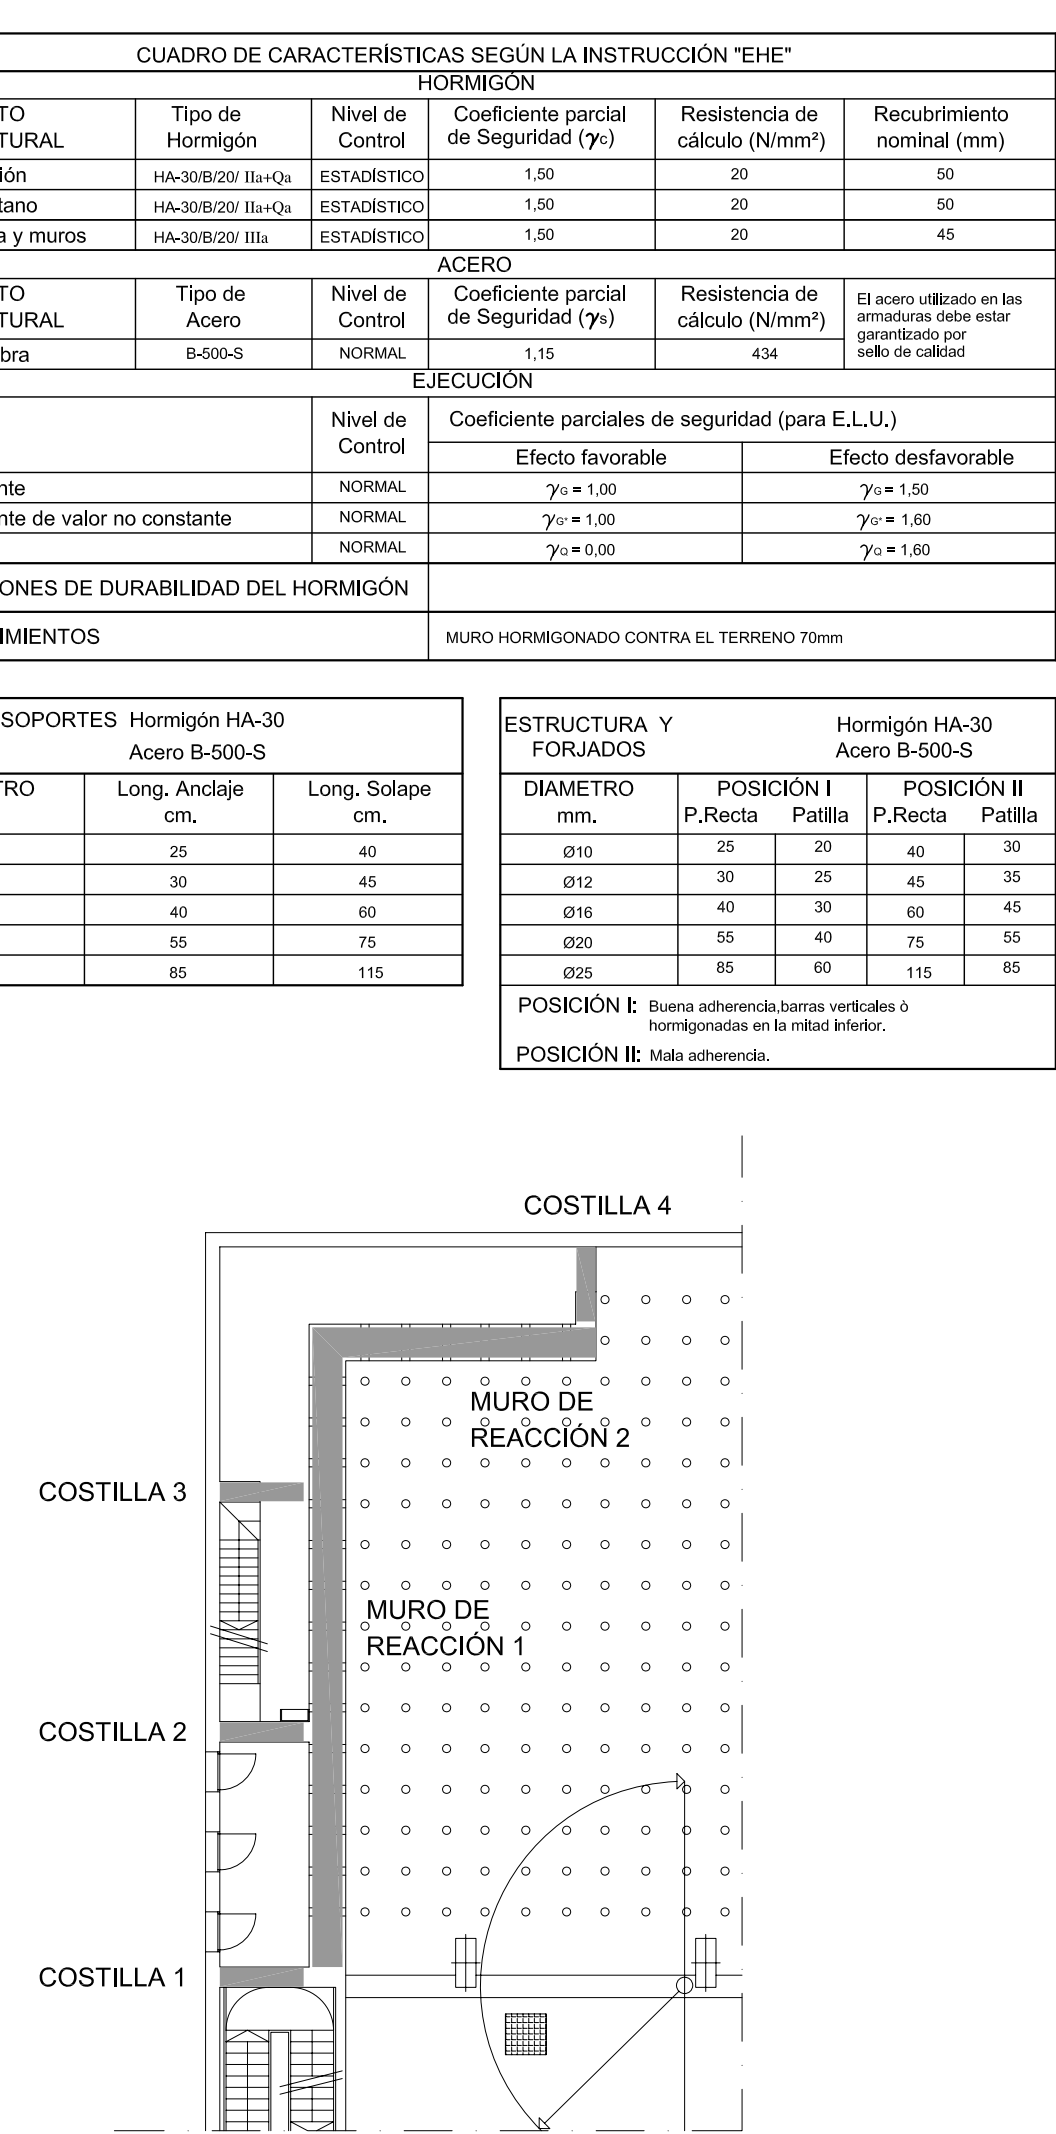 CUADRO DE CARACTERÍSTICAS SEGÚN LA INSTRUCCIÓN "EHE"
HORMIGÓN
TO Tipo de Nivel de Coeficiente parcial Resistencia de Recubrimiento
TURAL Hormigón Control de Seguridad (γc) cálculo (N/mm²) nominal (mm)
ión HA-30/B/20/ IIa+Qa ESTADÍSTICO 1,50 20 50
tano HA-30/B/20/ IIa+Qa ESTADÍSTICO 1,50 20 50
a y muros HA-30/B/20/ IIIa ESTADÍSTICO 1,50 20 45
ACERO
TO Tipo de Nivel de Coeficiente parcial Resistencia de El acero utilizado en las
TURAL Acero Control de Seguridad (γs) cálculo (N/mm²) armaduras debe estar
garantizado por
bra B-500-S NORMAL 1,15 434 sello de calidad
EJECUCIÓN
Nivel de Coeficiente parciales de seguridad (para E.L.U.)
Control Efecto favorable Efecto desfavorable
nte NORMAL γG = 1,00 γG = 1,50
nte de valor no constante NORMAL γG* = 1,00 γG* = 1,60
NORMAL γQ = 0,00 γQ = 1,60
ONES DE DURABILIDAD DEL HORMIGÓN
IMIENTOS MURO HORMIGONADO CONTRA EL TERRENO 70mm
SOPORTES Hormigón HA-30
Acero B-500-S
TRO Long. Anclaje Long. Solape
cm. cm.
25 40
30 45
40 60
55 75
85 115
ESTRUCTURA Y Hormigón HA-30
FORJADOS Acero B-500-S
DIAMETRO POSICIÓN I POSICIÓN II
mm. P.Recta Patilla P.Recta Patilla
Ø10 25 20 40 30
Ø12 30 25 45 35
Ø16 40 30 60 45
Ø20 55 40 75 55
Ø25 85 60 115 85
POSICIÓN I: Buena adherencia,barras verticales ò
hormigonadas en la mitad inferior.
POSICIÓN II: Mala adherencia.
COSTILLA 4
MURO DE
REACCIÓN 2
COSTILLA 3
MURO DE
REACCIÓN 1
COSTILLA 2
COSTILLA 1